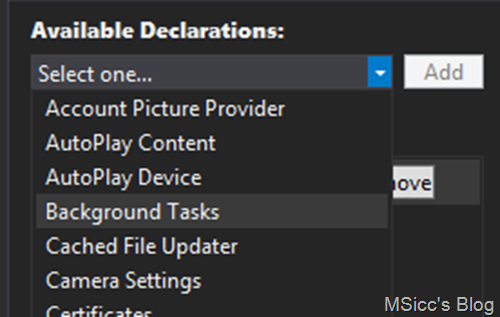 Available Declarations:
Select one...
Add
Account Picture Provider
AutoPlay Content
AutoPlay Device
Background Tasks
Cached File Updater
Camera Settings
Certificates
MSicc's Blog